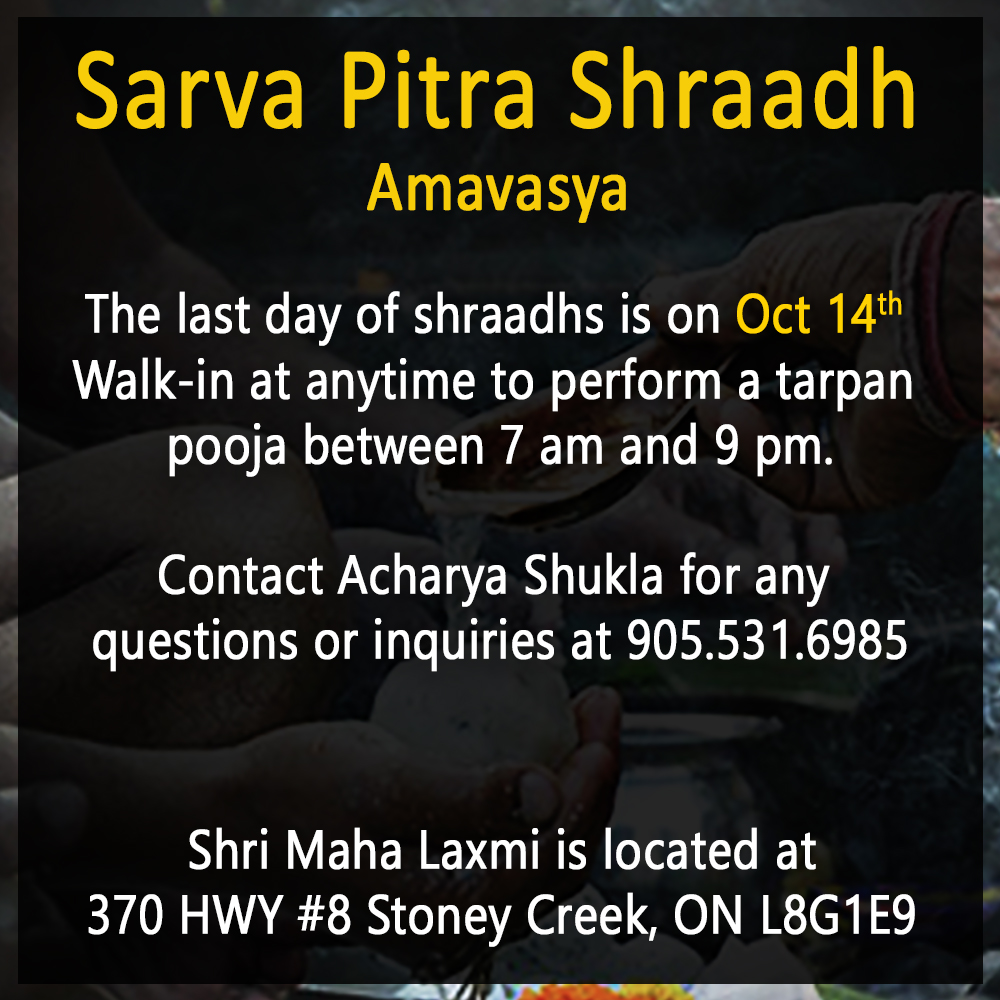 Sarva Pitra Shraadh
Amavasya
The last day of shraadhs is on Oct 14th
Walk-in at anytime to perform a tarpan
pooja between 7 am and 9 pm.
Contact Acharya Shukla for any
questions or inquiries at 905.531.6985
Shri Maha Laxmi is located at
370 HWY #8 Stoney Creek, ON L8G1E9